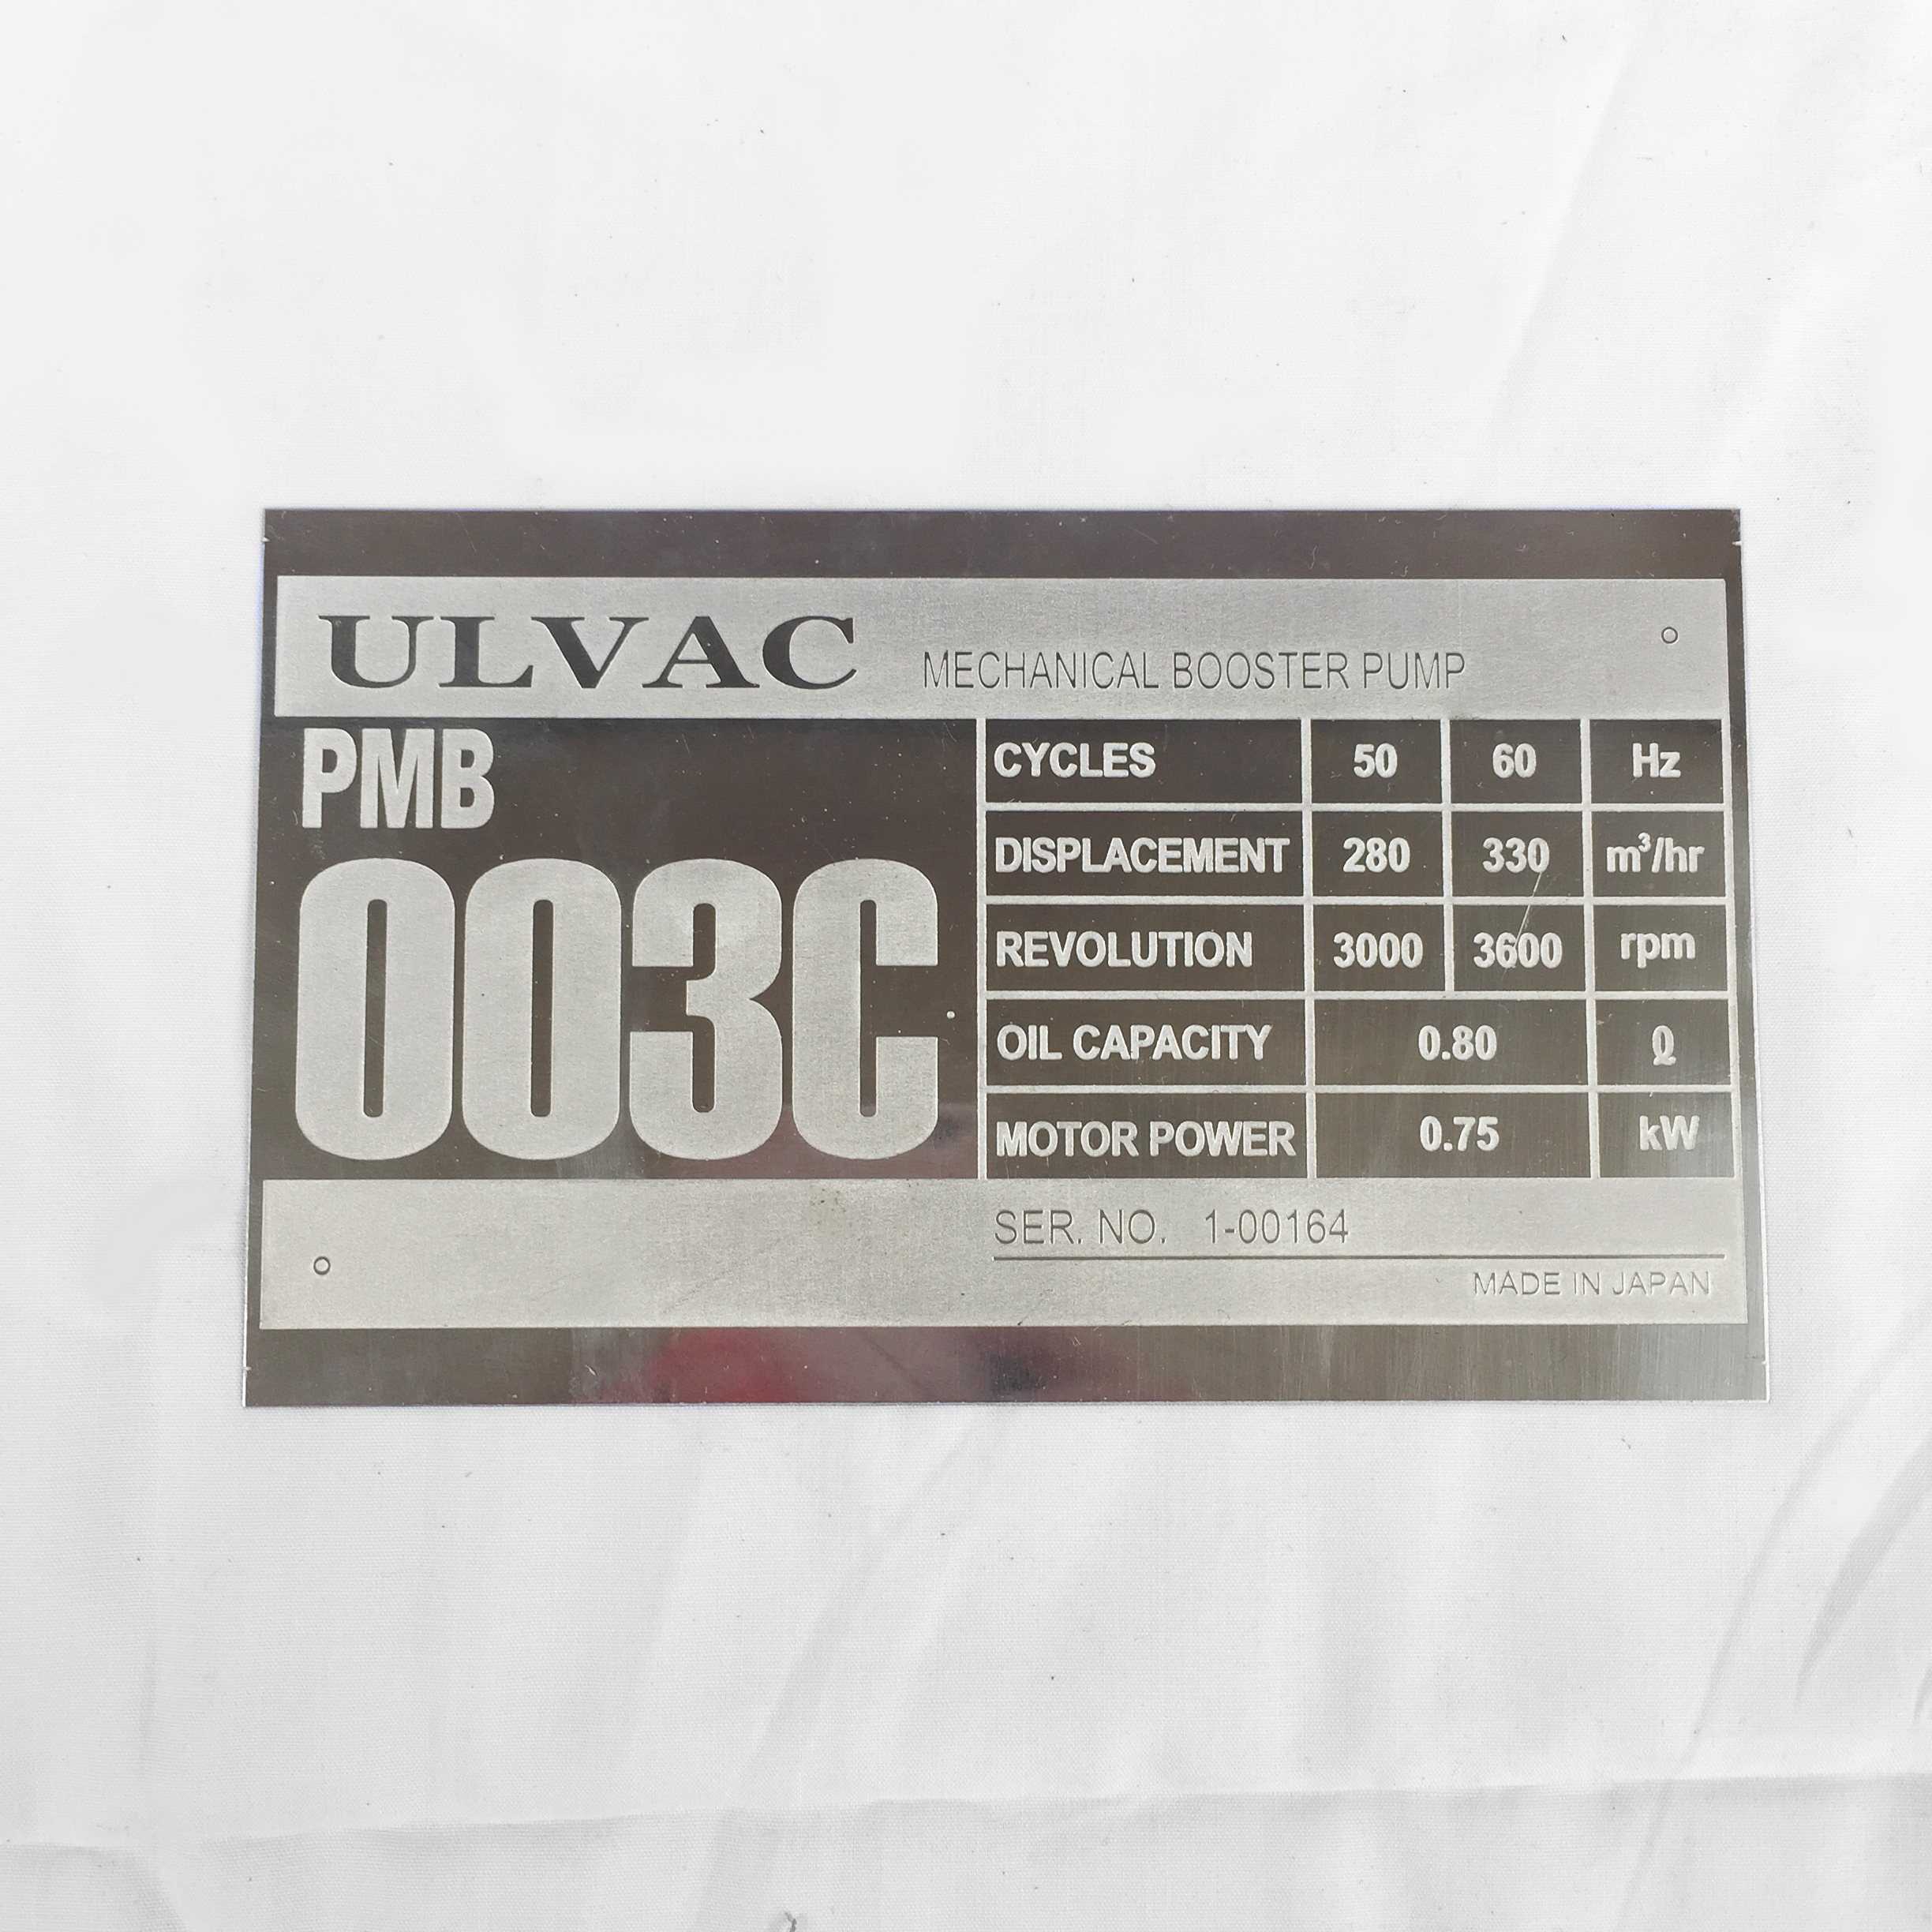 ULVAC MECHANICAL BOOSTER PUMP
PMB
003C
CYCLES 50 60 Hz
DISPLACEMENT 280 330 m³/hr
REVOLUTION 3000 3600 rpm
OIL CAPACITY 0.80 ℓ
MOTOR POWER 0.75 kW
SER. NO. 1-00164
MADE IN JAPAN